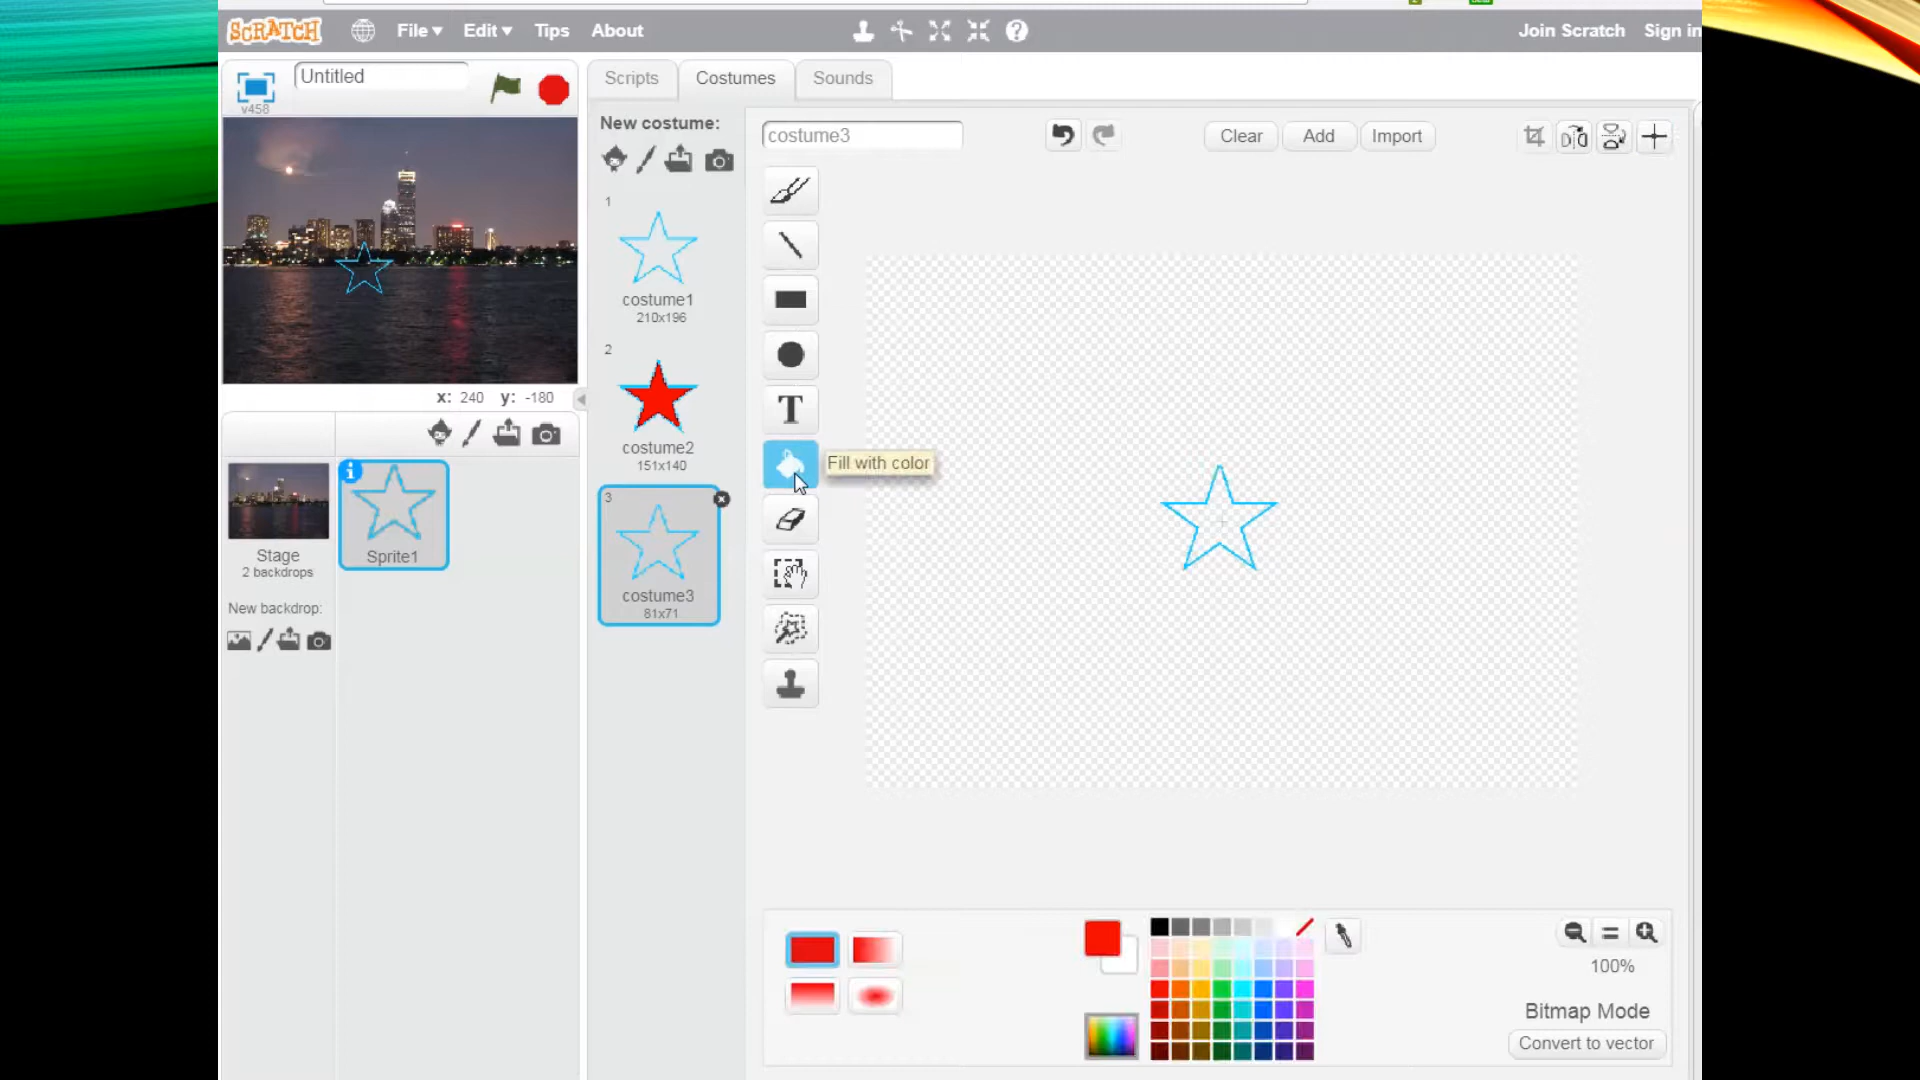 SCRATCH File Edit Tips About Join Scratch Sign in
v458
Untitled
x: 240 y: -180
Stage
2 backdrops
New backdrop:
Sprite1
Scripts Costumes Sounds
New costume:
1
costume1
210x196
2
costume2
151x140
3
costume3
81x71
costume3
Clear Add Import
T
Fill with color
100%
Bitmap Mode
Convert to vector